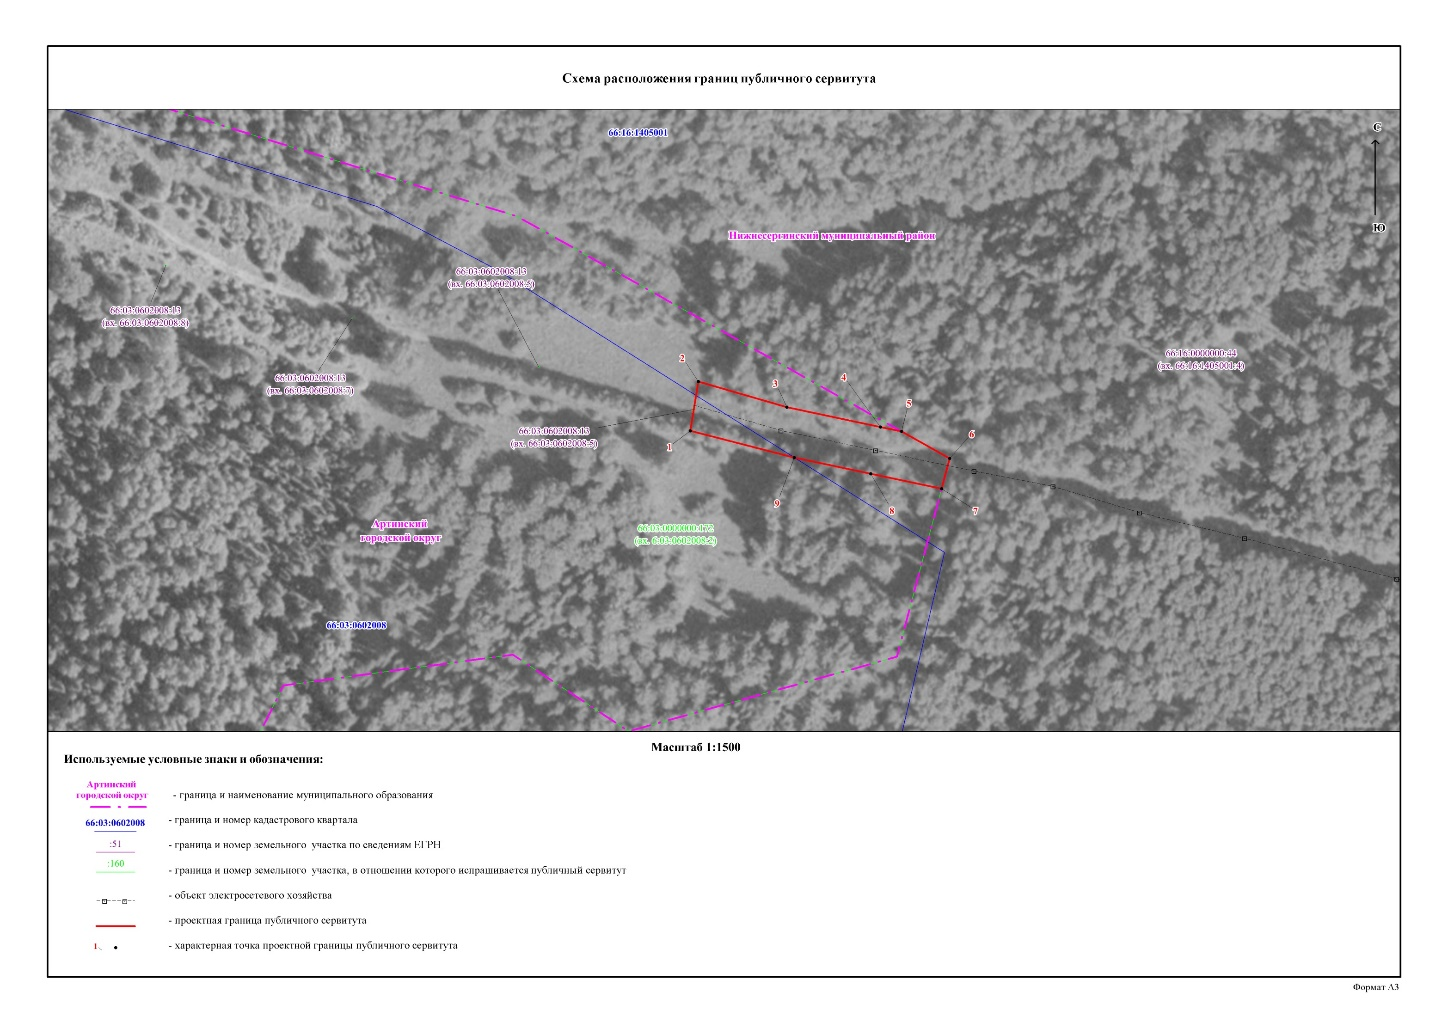 Схема расположения границ публичного сервитута
66:16:1405001
С
Ю
Нижнесергинский муниципальный район
66:03:0602008:13
(вх. 66:03:0602008:3)
66:03:0602008:13
(вх. 66:03:0602008:8)
66:16:0000000:44
(вх. 66:16:1405001:4)
66:03:0602008:13
(вх. 66:03:0602008:7)
2
3
4
5
6
66:03:0602008:13
(вх. 66:03:0602008:5)
1
9
8
7
66:03:0000000:172
(вх. 6:03:0602008:2)
Артинский
городской округ
66:03:0602008
Масштаб 1:1500
Используемые условные знаки и обозначения:
Артинский
городской округ
- граница и наименование муниципального образования
66:03:0602008
- граница и номер кадастрового квартала
:51
- граница и номер земельного участка по сведениям ЕГРН
:160
- граница и номер земельного участка, в отношении которого испрашивается публичный сервитут
- объект электросетевого хозяйства
- проектная граница публичного сервитута
1
- характерная точка проектной границы публичного сервитута
Формат А3